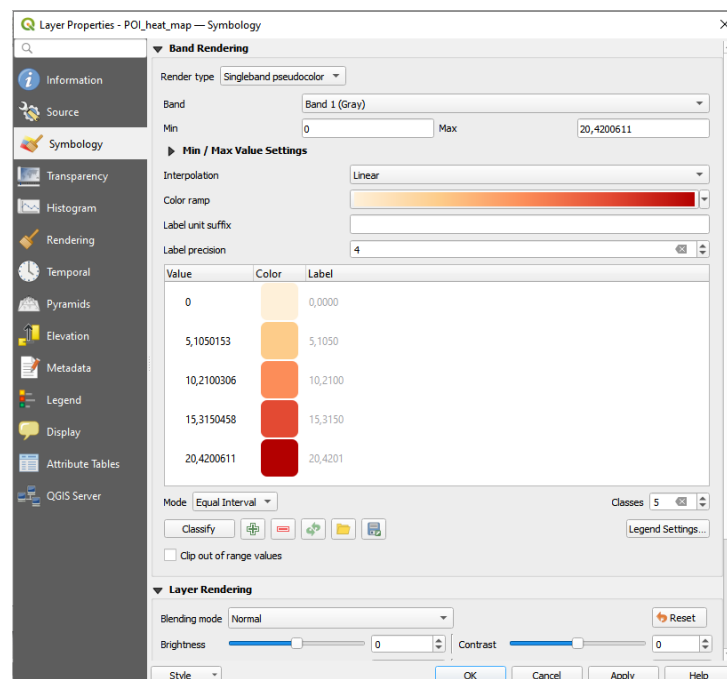 Layer Properties - POI_heat_map — Symbology
Band Rendering
Information
Render type Singleband pseudocolor
Source
Band Band 1 (Gray)
Min 0 Max 20,4200611
Symbology
Min / Max Value Settings
Transparency
Interpolation Linear
Color ramp
Histogram
Label unit suffix
Rendering
Label precision 4
Temporal
Value Color Label
Pyramids
0 0,0000
Elevation
5,1050153 5,1050
Metadata
10,2100306 10,2100
Legend
15,3150458 15,3150
Display
20,4200611 20,4201
Attribute Tables
QGIS Server
Mode Equal Interval Classes 5
Classify Legend Settings...
Clip out of range values
Layer Rendering
Blending mode Normal Reset
Brightness 0 Contrast 0
Style OK Cancel Apply Help